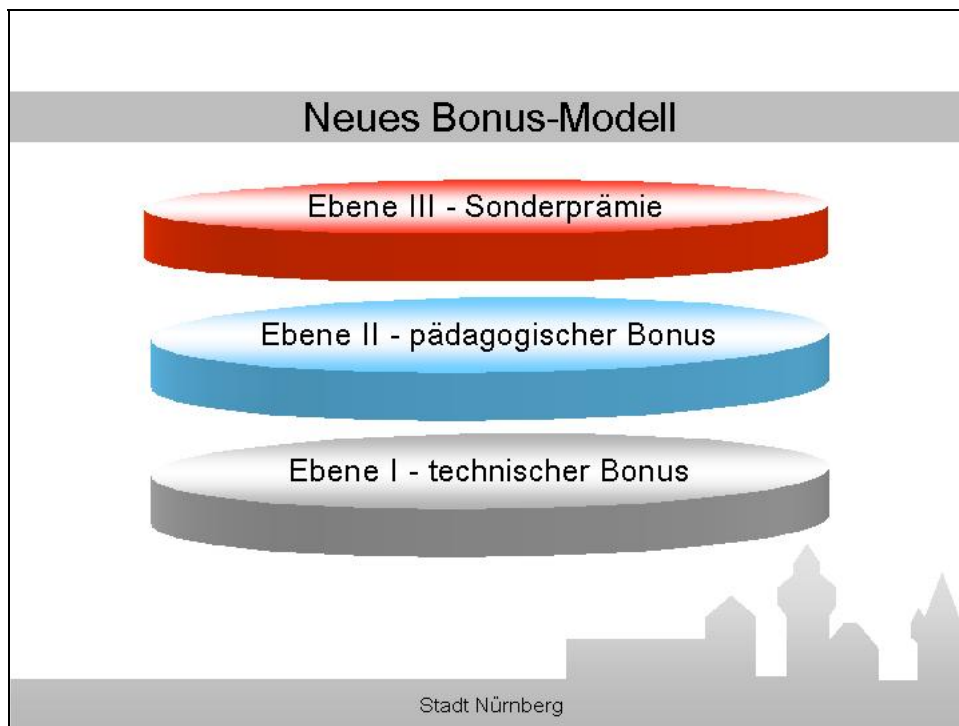 Neues Bonus-Modell
Ebene III - Sonderprämie
Ebene II - pädagogischer Bonus
Ebene I - technischer Bonus
Stadt Nürnberg